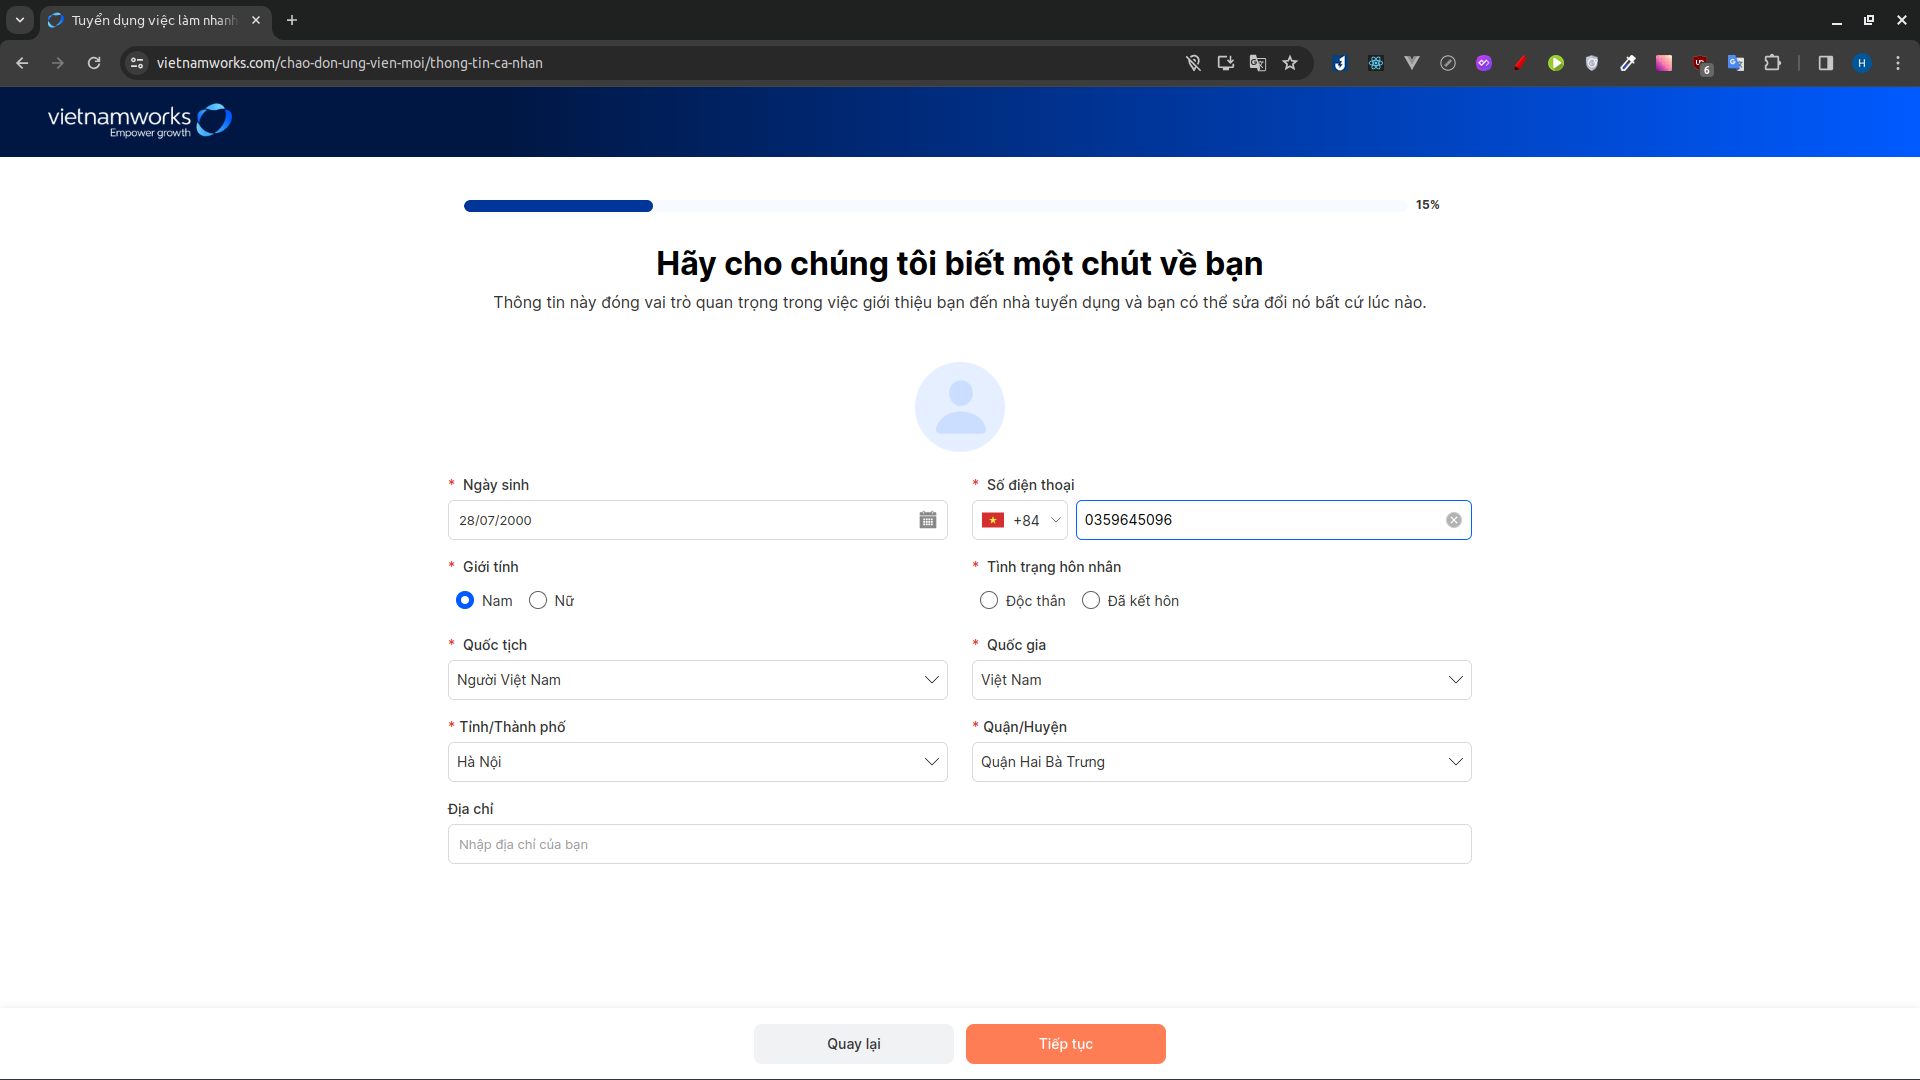 Tuyển dụng việc làm nhanh
vietnamworks.com/chao-don-ung-vien-moi/thong-tin-ca-nhan
6
H
vietnamworks
Empower growth
15%
Hãy cho chúng tôi biết một chút về bạn
Thông tin này đóng vai trò quan trọng trong việc giới thiệu bạn đến nhà tuyển dụng và bạn có thể sửa đổi nó bất cứ lúc nào.
* Ngày sinh
* Số điện thoại
28/07/2000
+84
0359645096
* Giới tính
* Tình trạng hôn nhân
Nam
Nữ
Độc thân
Đã kết hôn
* Quốc tịch
* Quốc gia
Người Việt Nam
Việt Nam
* Tỉnh/Thành phố
* Quận/Huyện
Hà Nội
Quận Hai Bà Trưng
Địa chỉ
Nhập địa chỉ của bạn
Quay lại
Tiếp tục